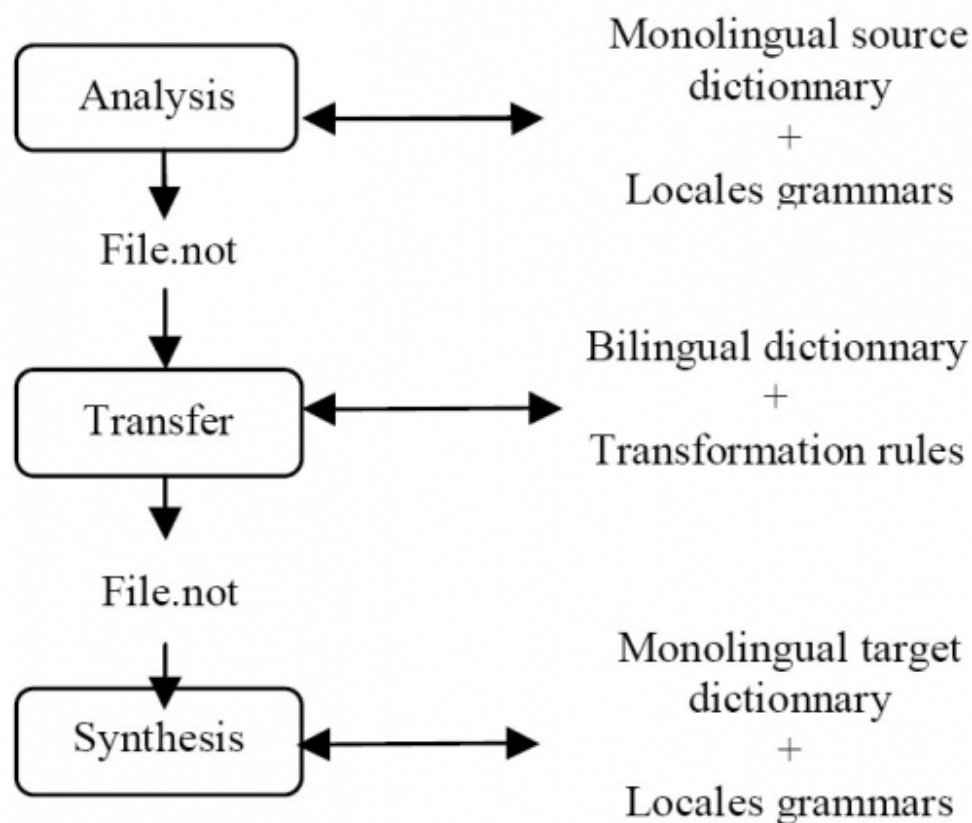 Analysis
Monolingual source
dictionnary
+
Locales grammars
File.not
Transfer
Bilingual dictionnary
+
Transformation rules
File.not
Synthesis
Monolingual target
dictionnary
+
Locales grammars